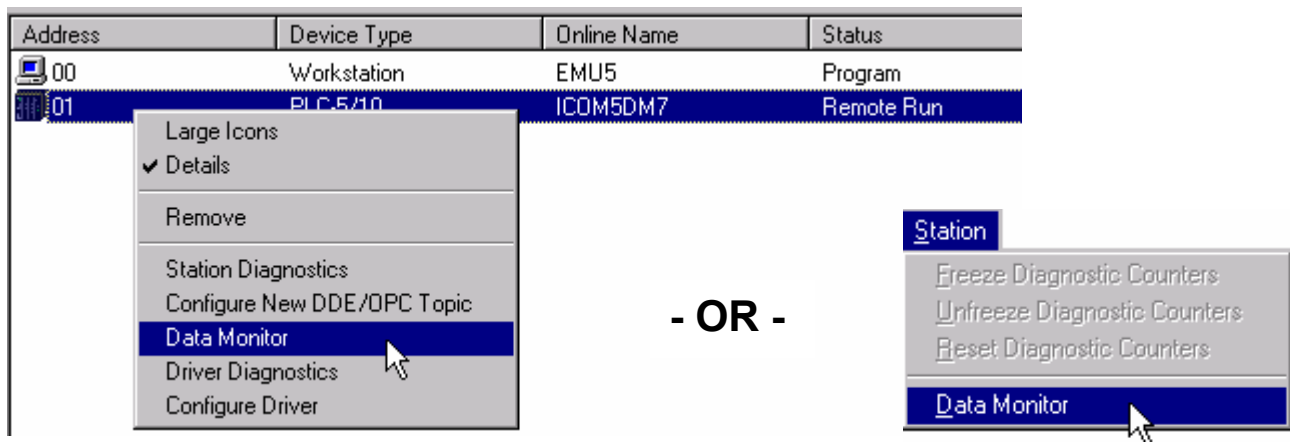 Address Device Type Online Name Status
00 Workstation EMU5 Program
01 PLC-5/10 ICOM5DM7 Remote Run
Large Icons
Details
Remove
Station Diagnostics
Configure New DDE/OPC Topic
Data Monitor
Driver Diagnostics
Configure Driver
- OR -
Station
Freeze Diagnostic Counters
Unfreeze Diagnostic Counters
Reset Diagnostic Counters
Data Monitor